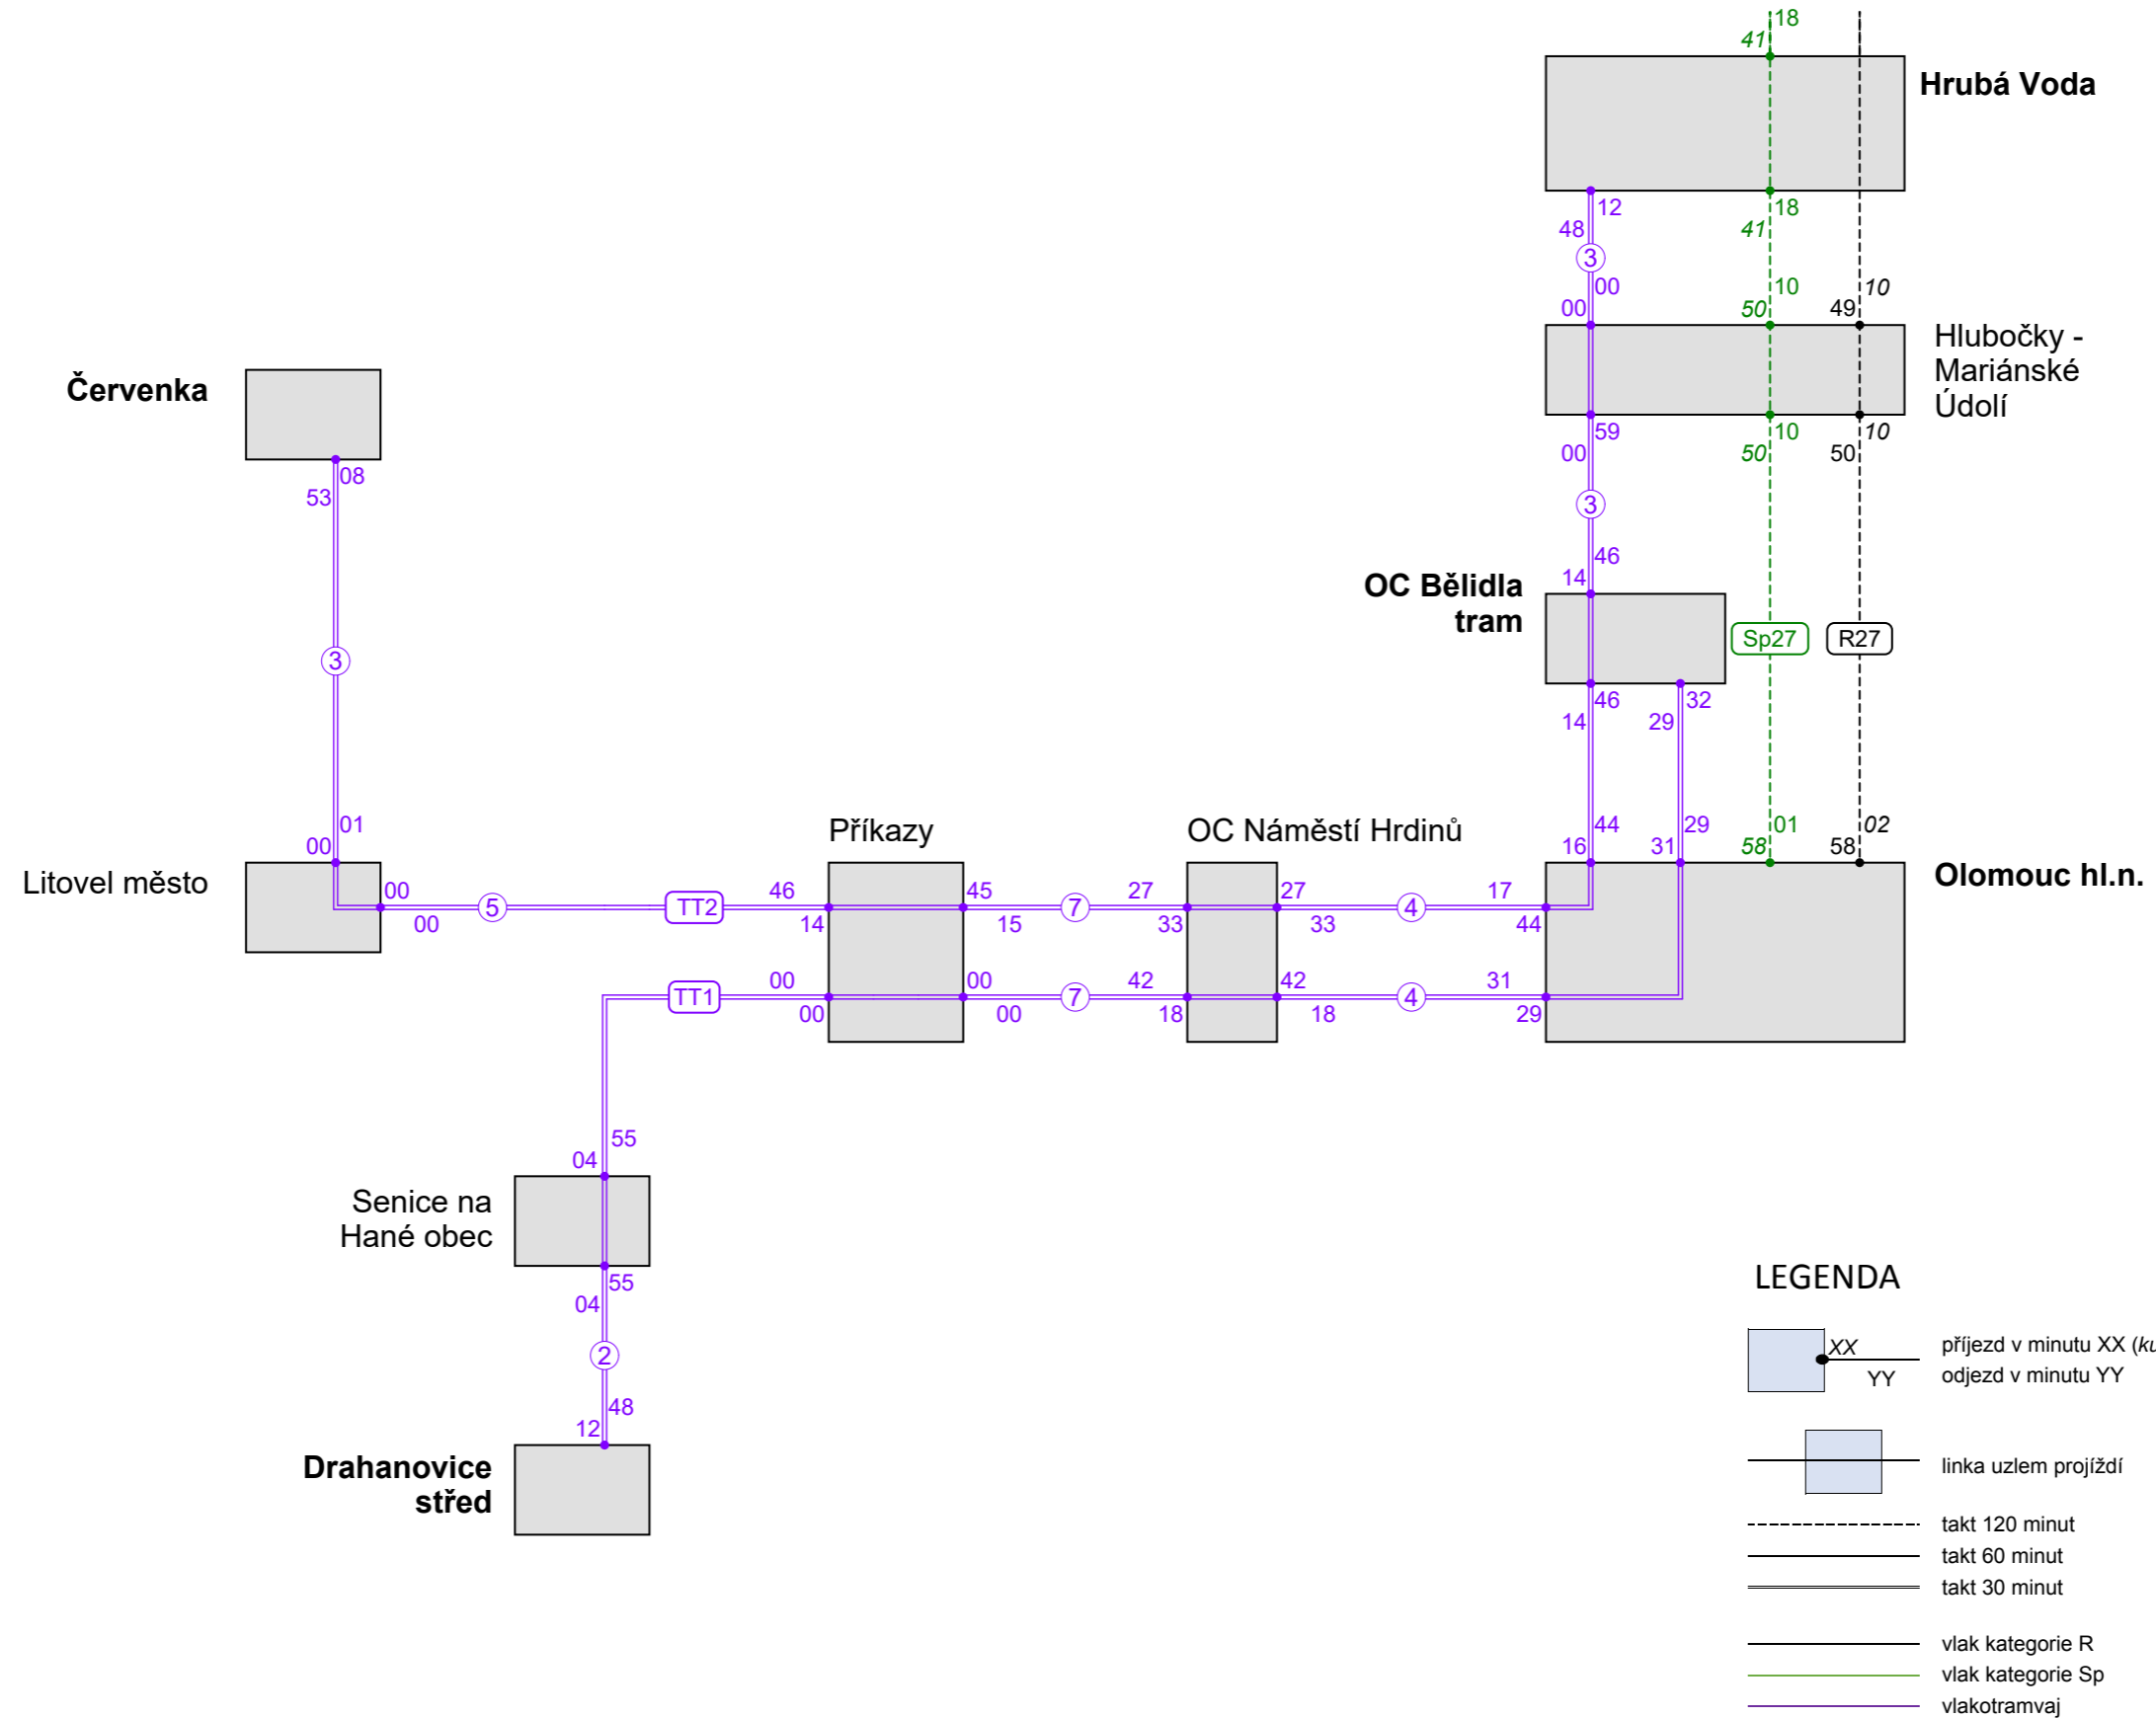 18
41
Hrubá Voda
12
18
48
41
3
00
10
10
00
50
49
Hlubočky -
Mariánské
Údolí
Červenka
59
10
10
00
50
50
08
53
3
46
14
OC Bělidla
tram
Sp27
R27
3
46
32
14
29
01
00
Příkazy
OC Náměstí Hrdinů
44
29
01
02
16
31
58
58
Litovel město
Olomouc hl.n.
00
46
45
27
27
17
5
TT2
7
4
00
14
15
33
33
44
00
00
42
42
31
TT1
7
4
00
00
18
18
29
55
04
Senice na
Hané obec
55
04
2
48
12
Drahanovice
střed
LEGENDA
XX
příjezd v minutu XX (
YY
odjezd v minutu YY
linka uzlem projíždí
takt 120 minut
takt 60 minut
takt 30 minut
vlak kategorie R
vlak kategorie Sp
vlakotramvaj